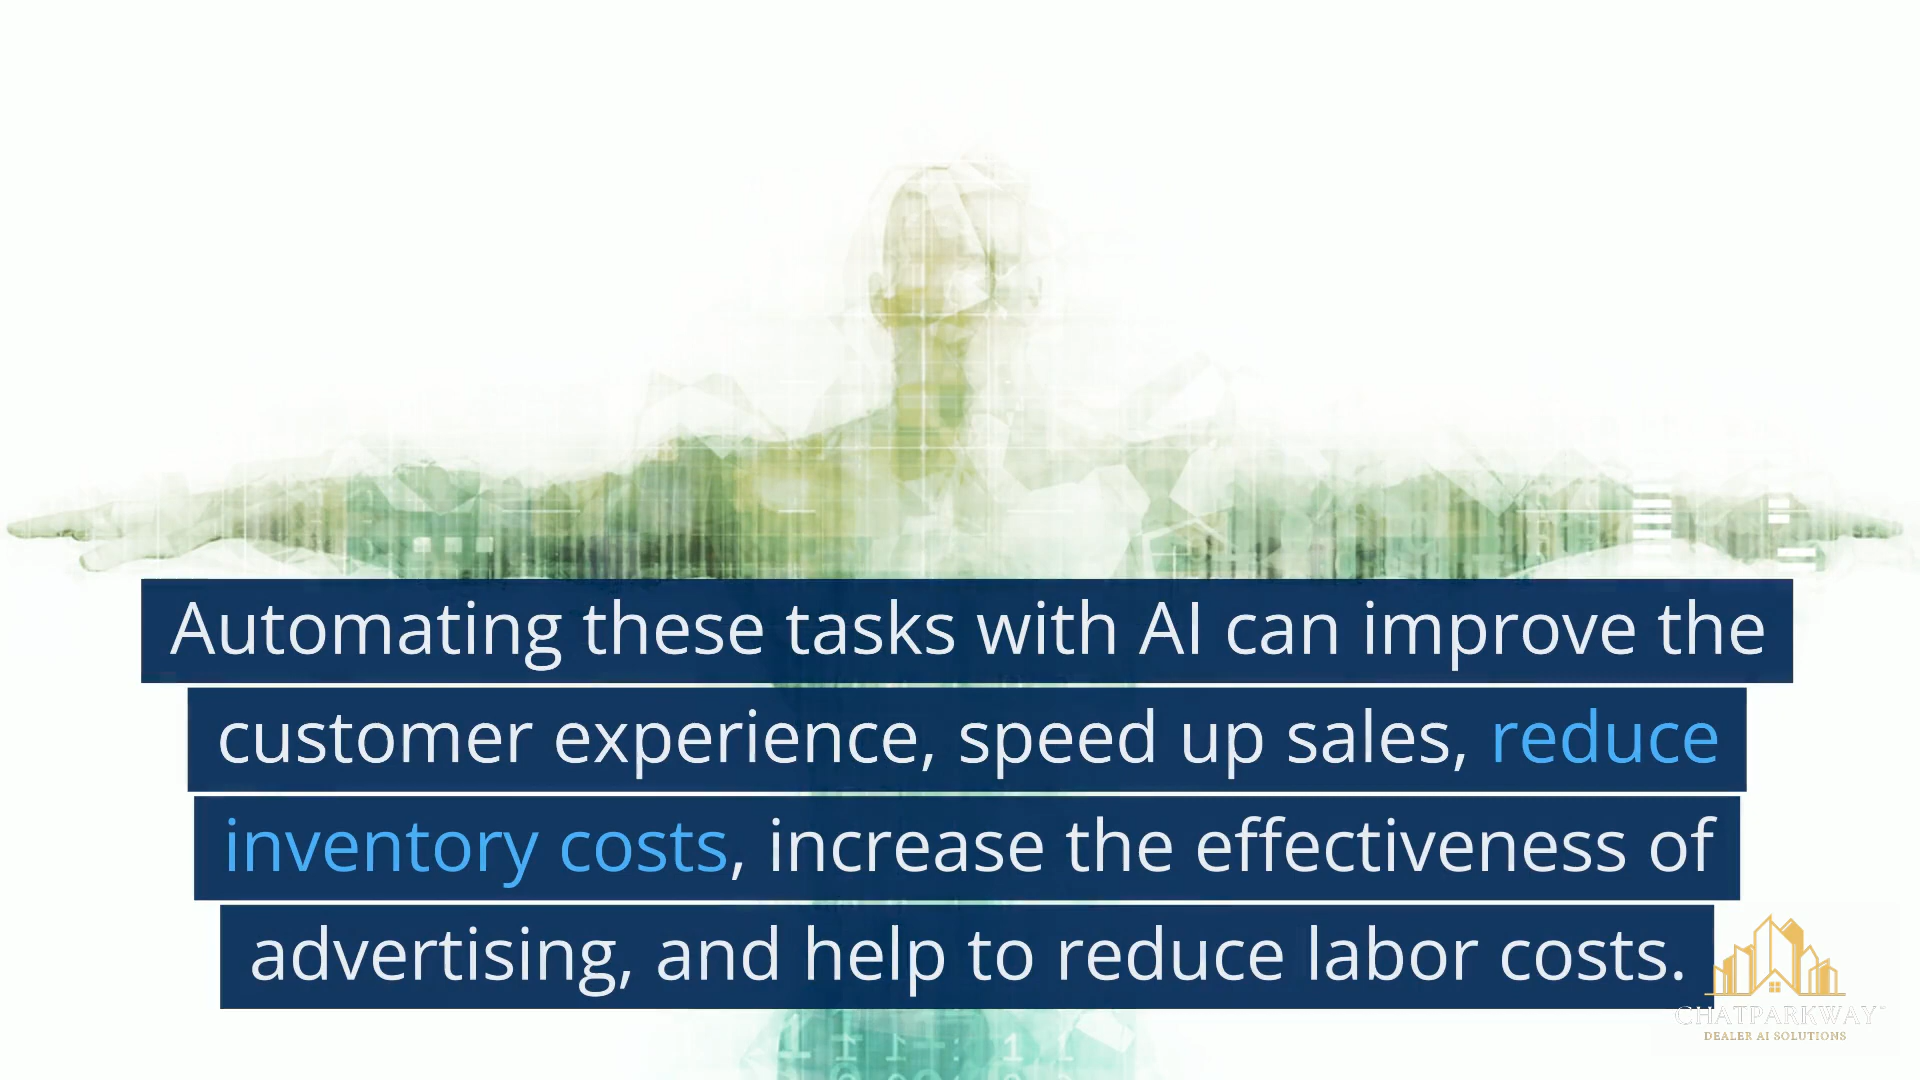 Automating these tasks with AI can improve the
customer experience, speed up sales, reduce
inventory costs, increase the effectiveness of
advertising, and help to reduce labor costs.
CHATPARKWAY
DEALER AI SOLUTIONS